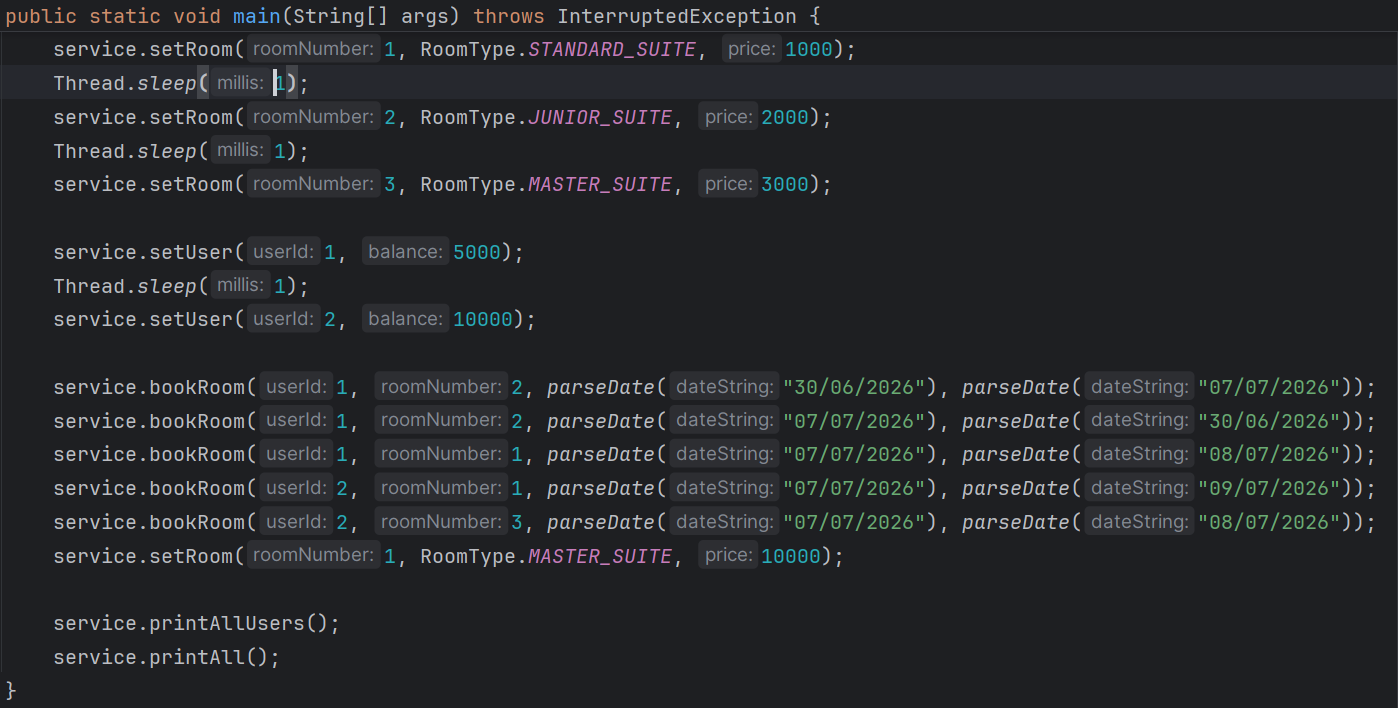 public static void main(String[] args) throws InterruptedException {
service.setRoom( roomNumber: 1, RoomType.STANDARD_SUITE, price: 1000);
Thread.sleep( millis: 1);
service.setRoom( roomNumber: 2, RoomType.JUNIOR_SUITE, price: 2000);
Thread.sleep( millis: 1);
service.setRoom( roomNumber: 3, RoomType.MASTER_SUITE, price: 3000);
service.setUser( userId: 1, balance: 5000);
Thread.sleep( millis: 1);
service.setUser( userId: 2, balance: 10000);
service.bookRoom( userId: 1, roomNumber: 2, parseDate( dateString: "30/06/2026"), parseDate( dateString: "07/07/2026"));
service.bookRoom( userId: 1, roomNumber: 2, parseDate( dateString: "07/07/2026"), parseDate( dateString: "30/06/2026"));
service.bookRoom( userId: 1, roomNumber: 1, parseDate( dateString: "07/07/2026"), parseDate( dateString: "08/07/2026"));
service.bookRoom( userId: 2, roomNumber: 1, parseDate( dateString: "07/07/2026"), parseDate( dateString: "09/07/2026"));
service.bookRoom( userId: 2, roomNumber: 3, parseDate( dateString: "07/07/2026"), parseDate( dateString: "08/07/2026"));
service.setRoom( roomNumber: 1, RoomType.MASTER_SUITE, price: 10000);
service.printAllUsers();
service.printAll();
}